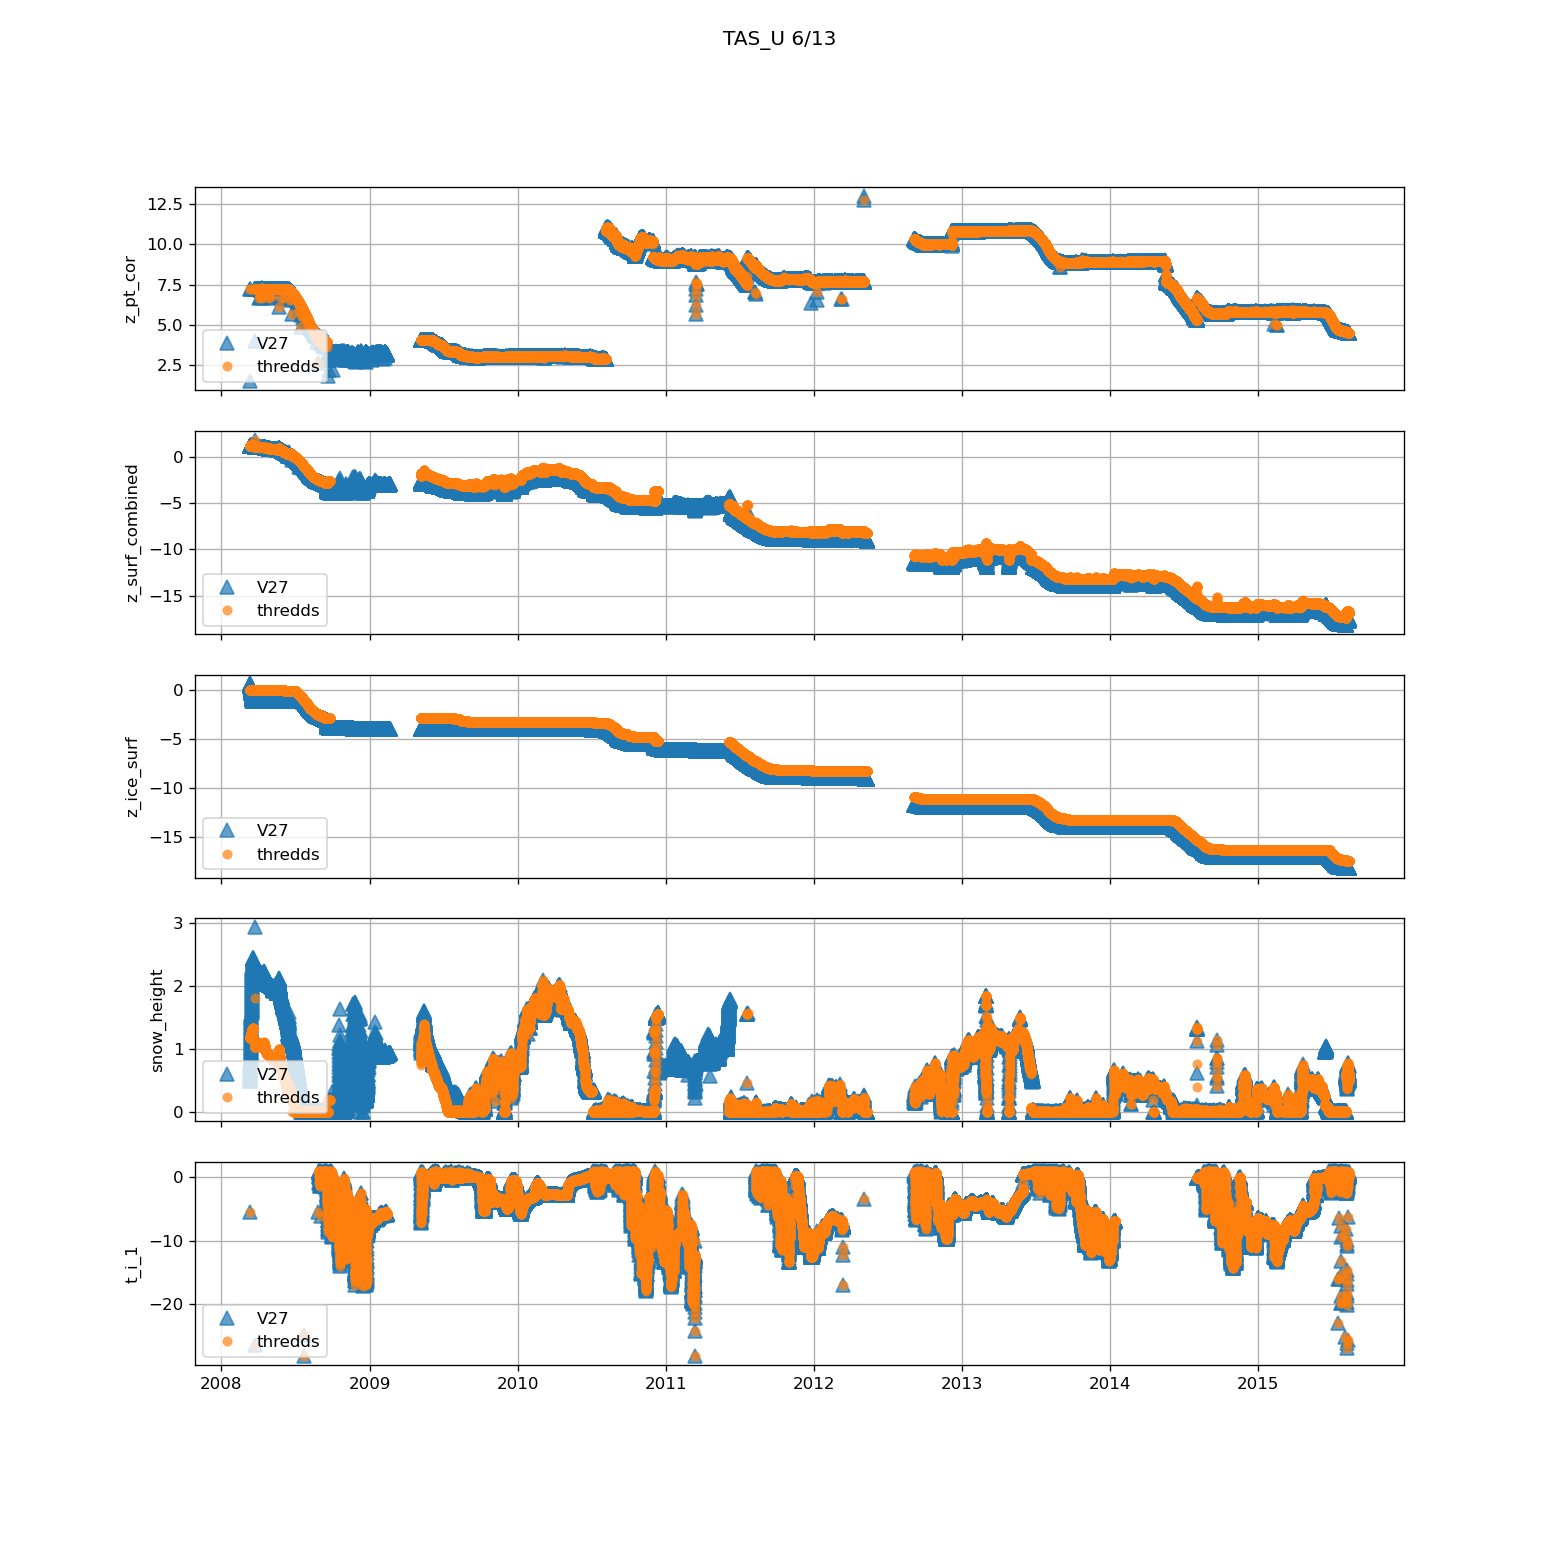 TAS_U 6/13
z_pt_cor
12.5
10.0
7.5
5.0
2.5
V27
thredds
z_surf_combined
0
−5
−10
−15
V27
thredds
z_ice_surf
0
−5
−10
−15
V27
thredds
snow_height
3
2
1
0
V27
thredds
t_i_1
0
−10
−20
V27
thredds
2008 2009 2010 2011 2012 2013 2014 2015